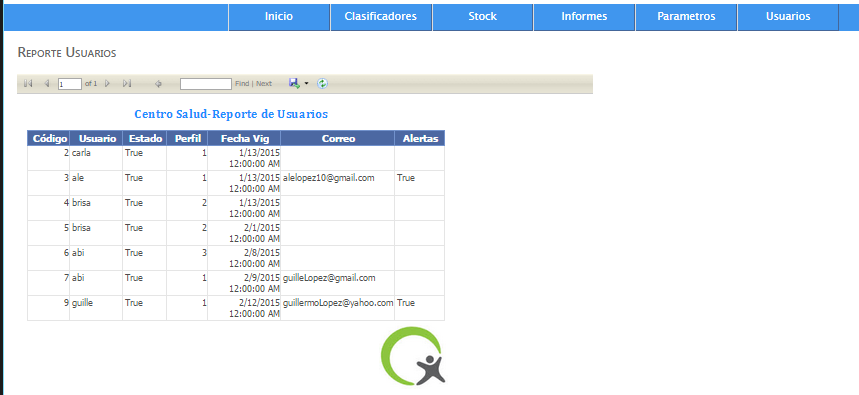 Inicio Clasificadores Stock Informes Parametros Usuarios
Reporte Usuarios
1 of 1 Find | Next
Centro Salud-Reporte de Usuarios
Código Usuario Estado Perfil Fecha Vig Correo Alertas
2 carla True 1 1/13/2015
12:00:00 AM
3 ale True 1 1/13/2015 alelopez10@gmail.com True
12:00:00 AM
4 brisa True 2 1/13/2015
12:00:00 AM
5 brisa True 2 2/1/2015
12:00:00 AM
6 abi True 3 2/8/2015
12:00:00 AM
7 abi True 1 2/9/2015 guilleLopez@gmail.com
12:00:00 AM
9 guille True 1 2/12/2015 guillermoLopez@yahoo.com True
12:00:00 AM